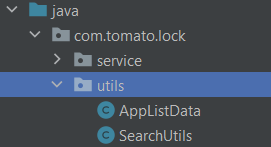 java
com.tomato.lock
service
utils
AppListData
SearchUtils